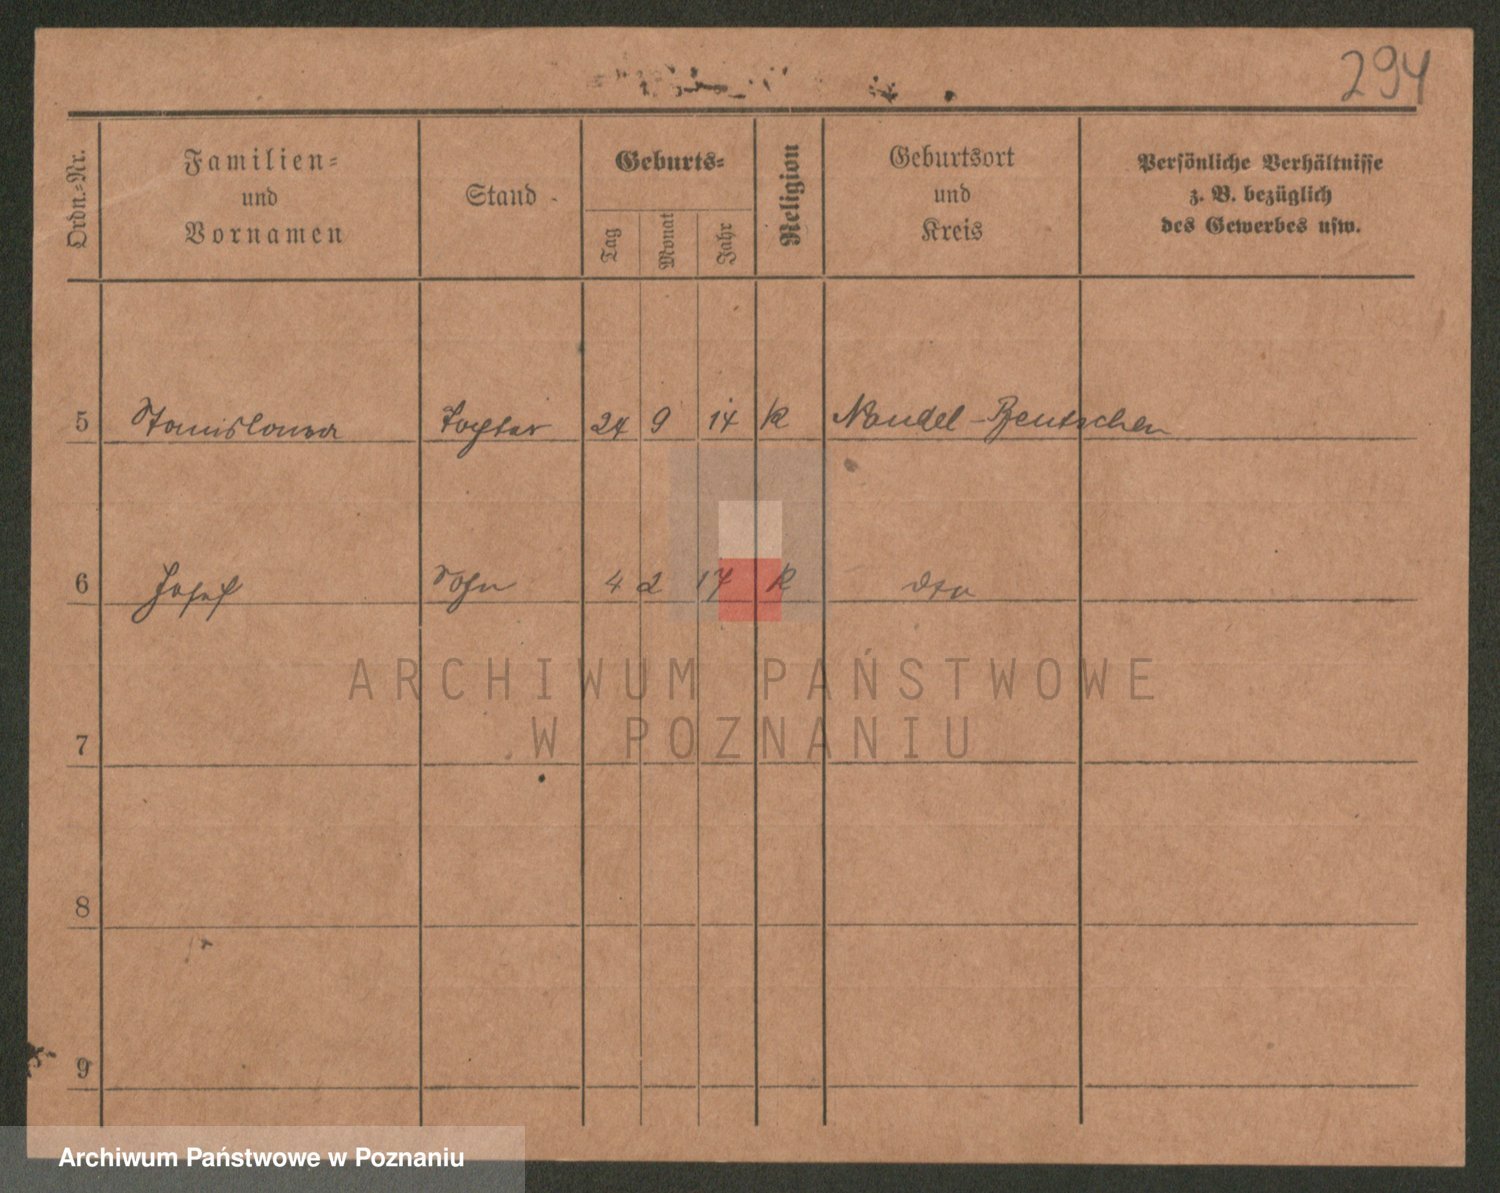 294
Ordn.=Nr. Familien= und Vornamen Stand Geburts= Tag Monat Jahr Religion Geburtsort und Kreis Persönliche Verhältnisse z. B. bezüglich des Gewerbes usw.
5 Stanislawa Tochter 24 9 14 K Bentschen
6 Josef Sohn 4 2 17 K dto
ARCHIWUM PAŃSTWOWE
W POZNANIU
7
8
9
Archiwum Państwowe w Poznaniu